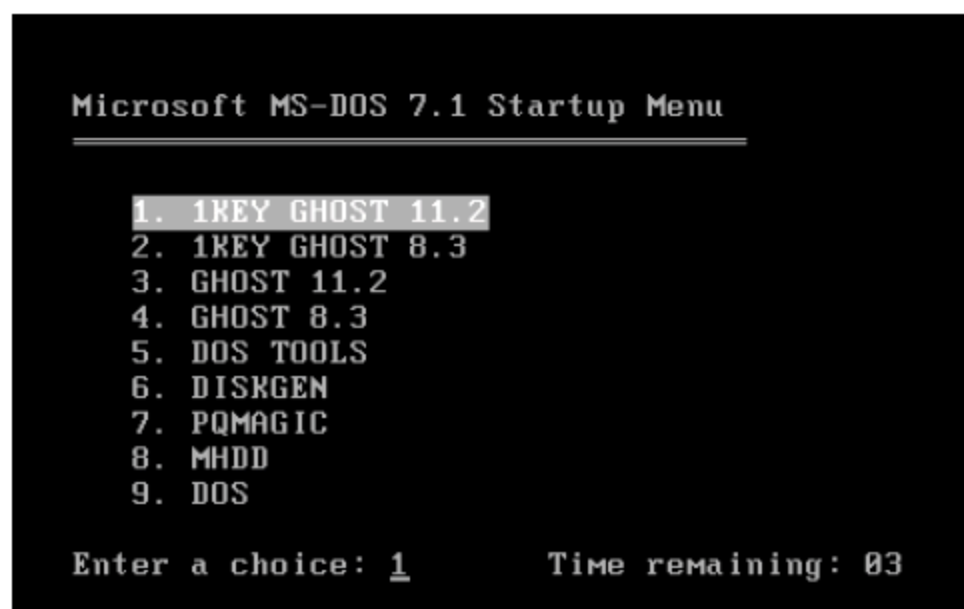 Microsoft MS-DOS 7.1 Startup Menu
1. 1KEY GHOST 11.2
2. 1KEY GHOST 8.3
3. GHOST 11.2
4. GHOST 8.3
5. DOS TOOLS
6. DISKGEN
7. PQMAGIC
8. MHDD
9. DOS
Enter a choice: 1 Time remaining: 03